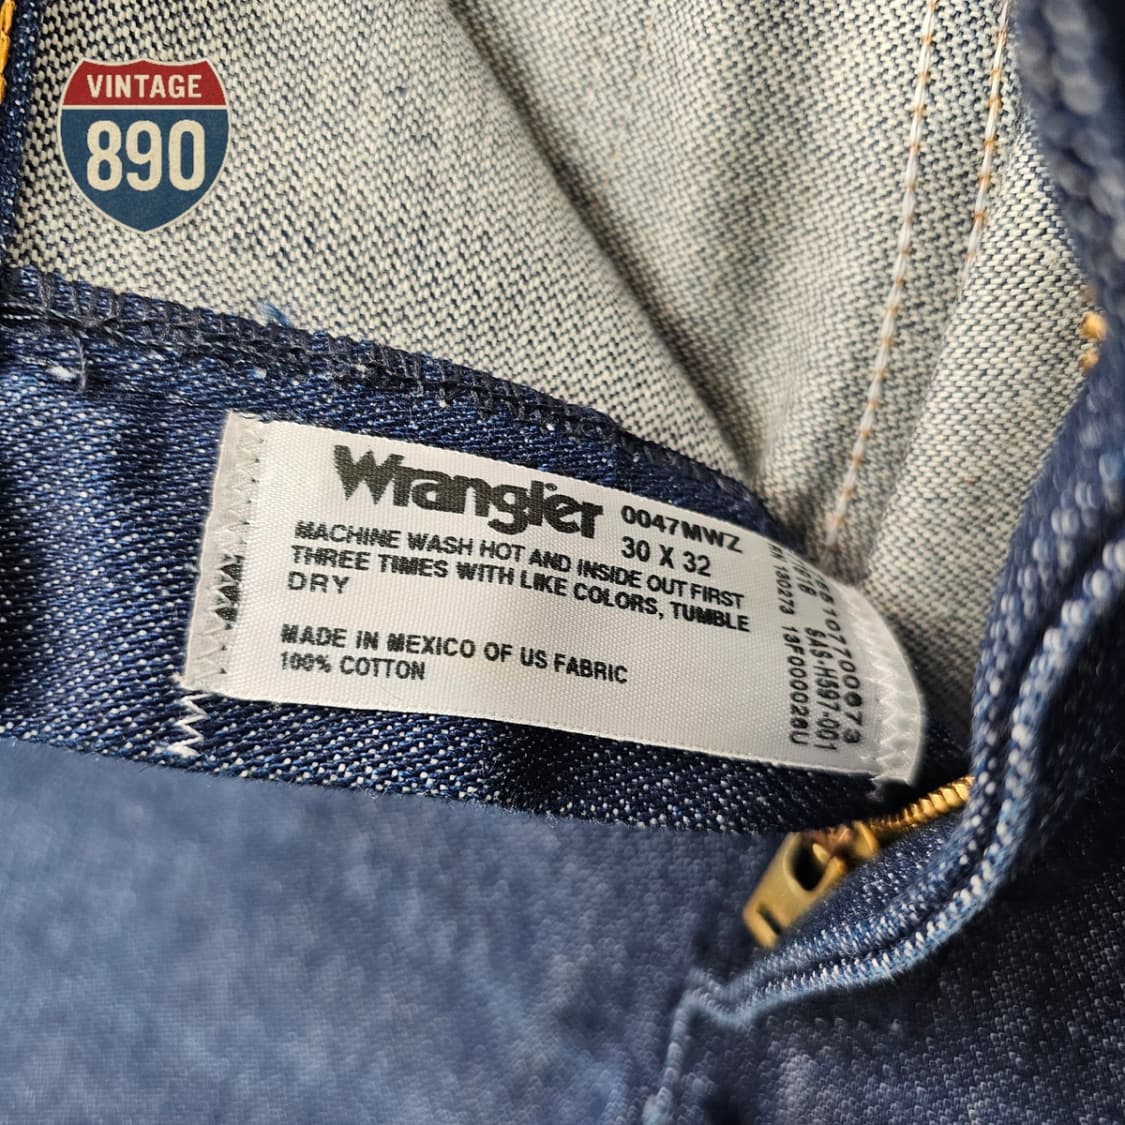 VINTAGE
890
Wrangler
0047MWZ
30 X 32
MACHINE WASH HOT AND INSIDE OUT FIRST
THREE TIMES WITH LIKE COLORS, TUMBLE
DRY
MADE IN MEXICO OF US FABRIC
100% COTTON